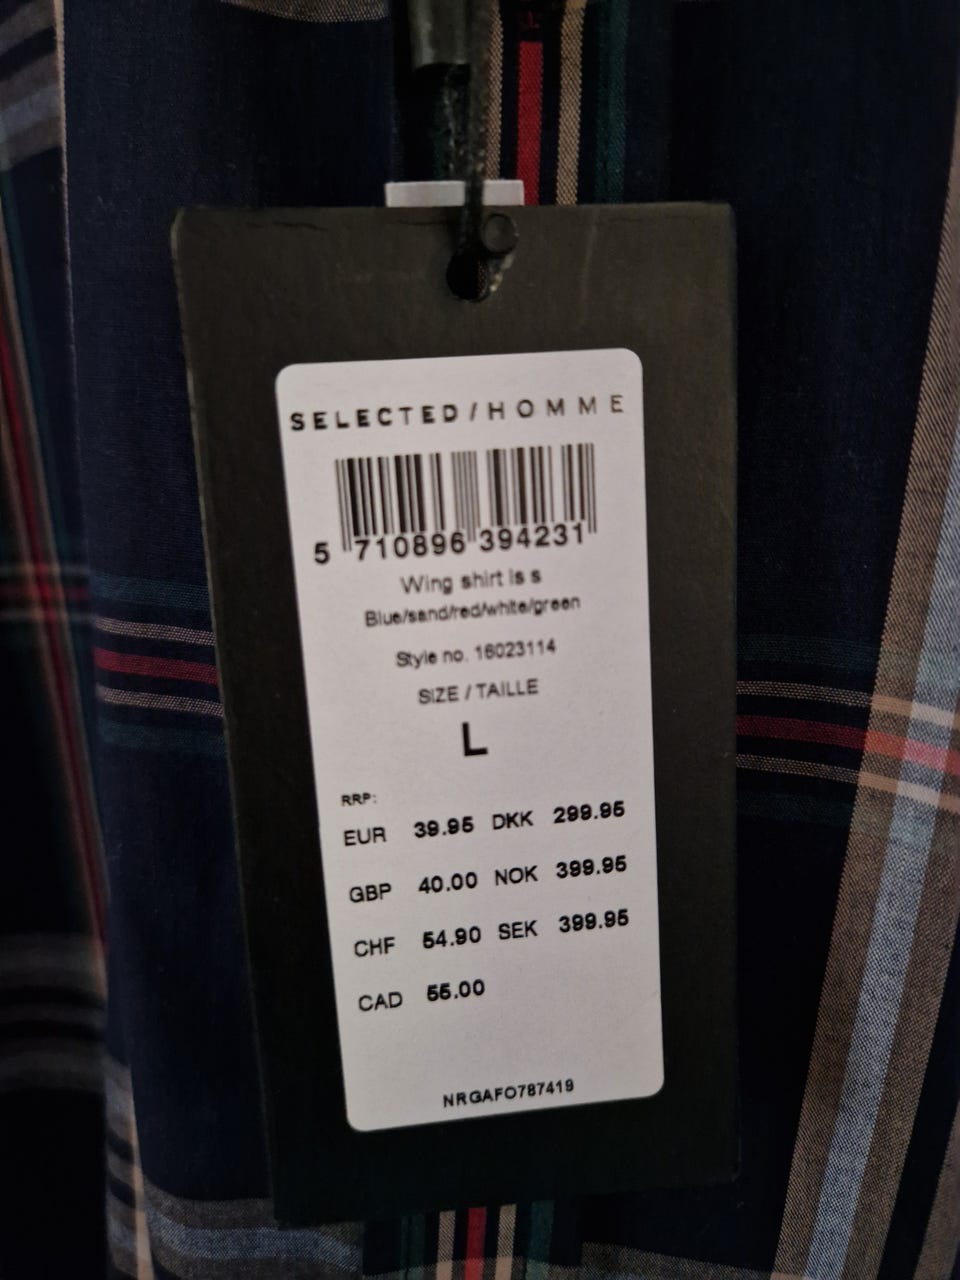 SELECTED / HOMME
5 710896 394231
Wing shirt ls s
Blue/sand/red/white/green
Style no. 16023114
SIZE / TAILLE
L
RRP:
EUR 39.95 DKK 299.95
GBP 40.00 NOK 399.95
CHF 54.90 SEK 399.95
CAD 55.00
NRGAFO787419